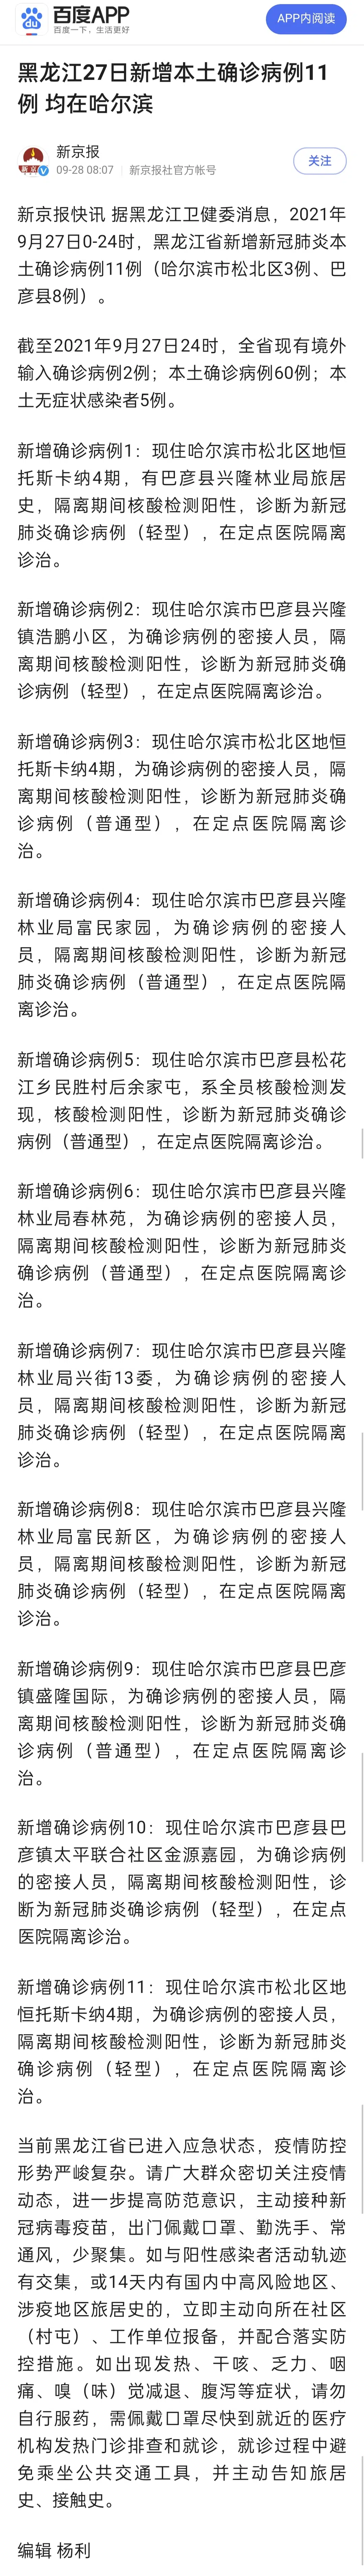 百度APP
百度一下，生活更好
APP内阅读
黑龙江27日新增本土确诊病例11
例 均在哈尔滨
新京报
09-28 08:07 新京报社官方帐号
关注
新京报快讯 据黑龙江卫健委消息，2021年
9月27日0-24时，黑龙江省新增新冠肺炎本
土确诊病例11例（哈尔滨市松北区3例、巴
彦县8例）。
截至2021年9月27日24时，全省现有境外
输入确诊病例2例；本土确诊病例60例；本
土无症状感染者5例。
新增确诊病例1：现住哈尔滨市松北区地恒
托斯卡纳4期，有巴彦县兴隆林业局旅居
史，隔离期间核酸检测阳性，诊断为新冠
肺炎确诊病例（轻型），在定点医院隔离
诊治。
新增确诊病例2：现住哈尔滨市巴彦县兴隆
镇浩鹏小区，为确诊病例的密接人员，隔
离期间核酸检测阳性，诊断为新冠肺炎确
诊病例（轻型），在定点医院隔离诊治。
新增确诊病例3：现住哈尔滨市松北区地恒
托斯卡纳4期，为确诊病例的密接人员，隔
离期间核酸检测阳性，诊断为新冠肺炎确
诊病例（普通型），在定点医院隔离诊
治。
新增确诊病例4：现住哈尔滨市巴彦县兴隆
林业局富民家园，为确诊病例的密接人
员，隔离期间核酸检测阳性，诊断为新冠
肺炎确诊病例（普通型），在定点医院隔
离诊治。
新增确诊病例5：现住哈尔滨市巴彦县松花
江乡民胜村后余家屯，系全员核酸检测发
现，核酸检测阳性，诊断为新冠肺炎确诊
病例（普通型），在定点医院隔离诊治。
新增确诊病例6：现住哈尔滨市巴彦县兴隆
林业局春林苑，为确诊病例的密接人员，
隔离期间核酸检测阳性，诊断为新冠肺炎
确诊病例（普通型），在定点医院隔离诊
治。
新增确诊病例7：现住哈尔滨市巴彦县兴隆
林业局兴街13委，为确诊病例的密接人
员，隔离期间核酸检测阳性，诊断为新冠
肺炎确诊病例（轻型），在定点医院隔离
诊治。
新增确诊病例8：现住哈尔滨市巴彦县兴隆
林业局富民新区，为确诊病例的密接人
员，隔离期间核酸检测阳性，诊断为新冠
肺炎确诊病例（轻型），在定点医院隔离
诊治。
新增确诊病例9：现住哈尔滨市巴彦县巴彦
镇盛隆国际，为确诊病例的密接人员，隔
离期间核酸检测阳性，诊断为新冠肺炎确
诊病例（普通型），在定点医院隔离诊
治。
新增确诊病例10：现住哈尔滨市巴彦县巴
彦镇太平联合社区金源嘉园，为确诊病例
的密接人员，隔离期间核酸检测阳性，诊
断为新冠肺炎确诊病例（轻型），在定点
医院隔离诊治。
新增确诊病例11：现住哈尔滨市松北区地
恒托斯卡纳4期，为确诊病例的密接人员，
隔离期间核酸检测阳性，诊断为新冠肺炎
确诊病例（轻型），在定点医院隔离诊
治。
当前黑龙江省已进入应急状态，疫情防控
形势严峻复杂。请广大群众密切关注疫情
动态，进一步提高防范意识，主动接种新
冠病毒疫苗，出门佩戴口罩、勤洗手、常
通风，少聚集。如与阳性感染者活动轨迹
有交集，或14天内有国内中高风险地区、
涉疫地区旅居史的，立即主动向所在社区
（村屯）、工作单位报备，并配合落实防
控措施。如出现发热、干咳、乏力、咽
痛、嗅（味）觉减退、腹泻等症状，请勿
自行服药，需佩戴口罩尽快到就近的医疗
机构发热门诊排查和就诊，就诊过程中避
免乘坐公共交通工具，并主动告知旅居
史、接触史。
编辑 杨利